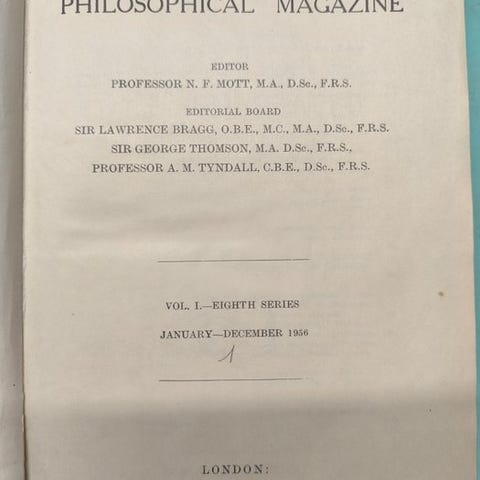 PHILOSOPHICAL MAGAZINE
EDITOR
PROFESSOR N. F. MOTT, M.A., D.Sc., F.R.S.
EDITORIAL BOARD
SIR LAWRENCE BRAGG, O.B.E., M.C., M.A., D.Sc., F.R.S.
SIR GEORGE THOMSON, M.A. D.Sc., F.R.S.,
PROFESSOR A. M. TYNDALL, C.B.E., D.Sc., F.R.S.
VOL. I.—EIGHTH SERIES
JANUARY—DECEMBER 1956
1
LONDON: